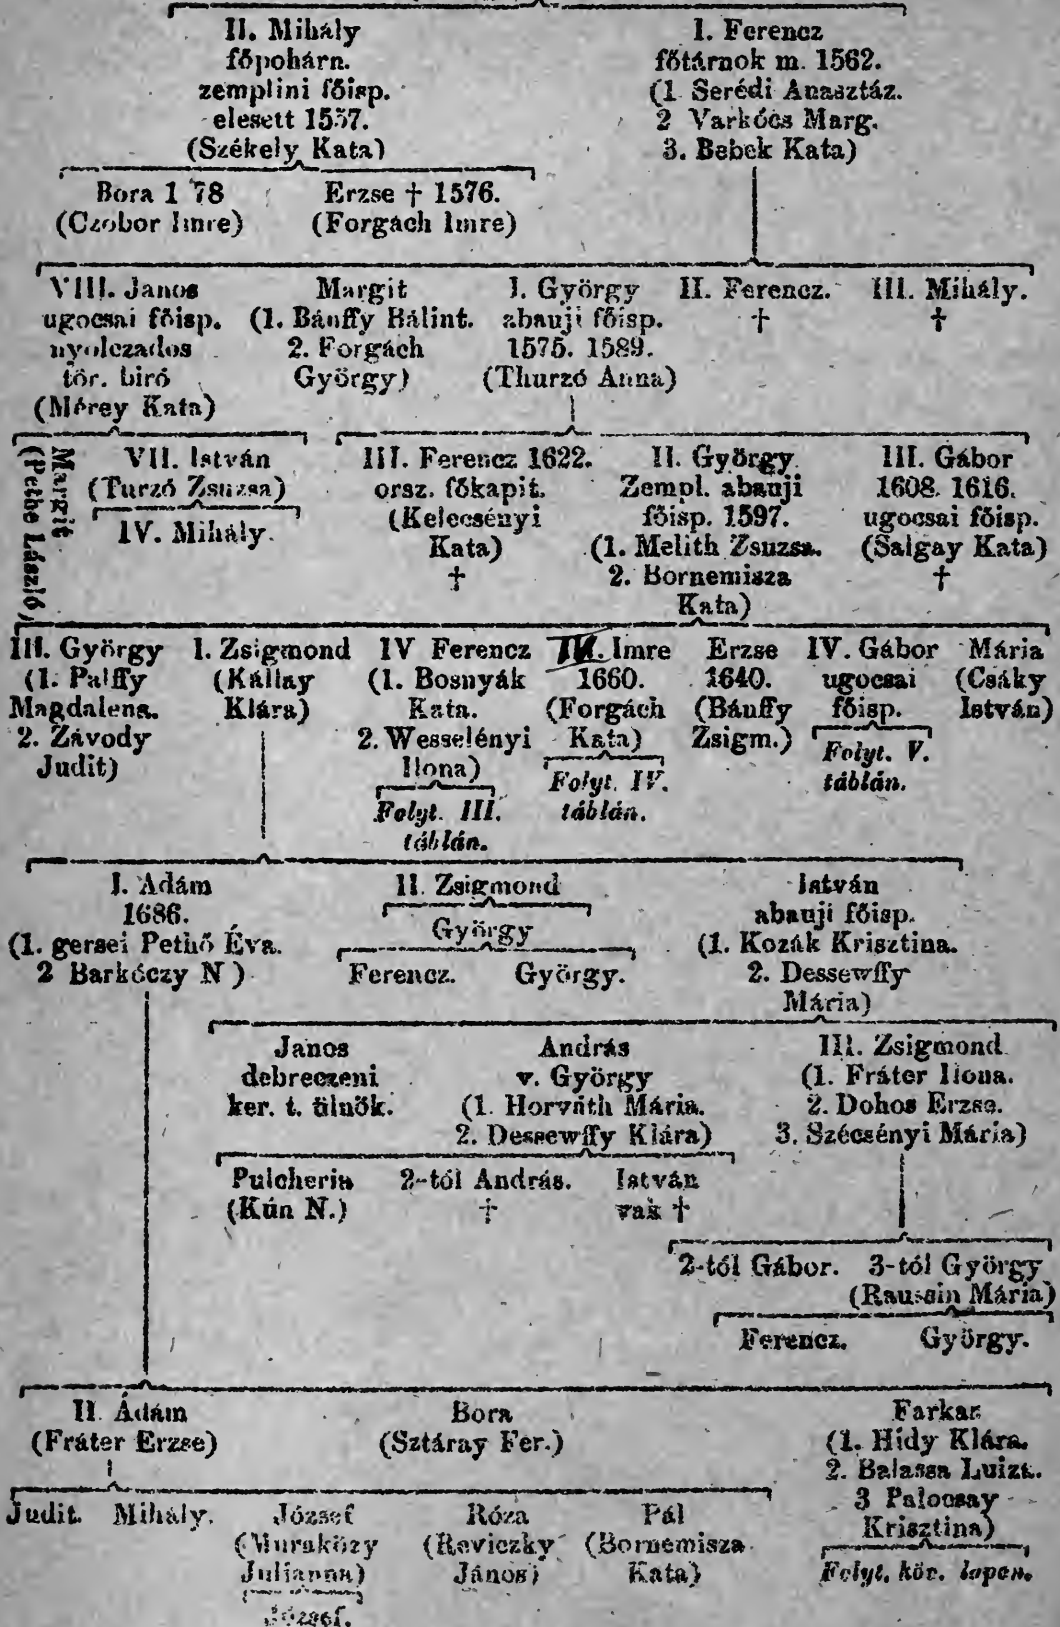 II. Mihály
főpohárn.
zemplini főisp.
elesett 1557.
(Székely Kata)
I. Ferencz
főtárnok m. 1562.
(1 Serédi Anasztáz.
2 Varkócs Marg.
3. Bebek Kata)
Bora 1 78
(Czobor Imre)
Erzse † 1576.
(Forgách Imre)
VIII. Janos
ugocsai főisp.
nyolczados
tör. biró
(Mérey Kata)
Margit
(1. Bánffy Bálint.
2. Forgách
György)
I. György
abauji főisp.
1575. 1589.
(Thurzó Anna)
II. Ferencz.
†
III. Mihály.
†
Margit
(Pethe László)
VII. István
(Turzó Zsuzsa)
IV. Mihály.
III. Ferencz 1622.
orsz. főkapit.
(Kelecsényi
Kata)
†
II. György
Zempl. abauji
főisp. 1597.
(1. Melith Zsuzsa.
2. Bornemisza
Kata)
III. Gábor
1608. 1616.
ugocsai főisp.
(Salgay Kata)
†
III. György
(1. Palffy
Magdalena.
2. Závody
Judit)
I. Zsigmond
(Kállay
Klára)
IV Ferencz
(1. Bosnyák
Kata.
2. Wesselényi
Ilona)
Folyt. III.
táblán.
Imre
1660.
(Forgách
Kata)
Folyt. IV.
táblán.
Erzse
1640.
(Bánffy
Zsigm.)
IV. Gábor
ugocsai
főisp.
Folyt. V.
táblán.
Mária
(Csáky
István)
I. Adám
1686.
(1. gersei Pethő Éva.
2 Barkóczy N )
II. Zsigmond
György
Ferencz.
György.
István
abauji főisp.
(1. Kozák Krisztina.
2. Dessewffy
Mária)
Janos
debreczeni
ker. t. ülnök.
András
v. György
(1. Horváth Mária.
2. Dessewffy Klára)
III. Zsigmond.
(1. Fráter Ilona.
2. Dohos Erzse.
3. Szécsényi Mária)
Pulcheria
(Kún N.)
2-tól András.
†
István
vak †
2-tól Gábor.
3-tól György
(Raussin Mária)
Ferencz.
György.
II. Ádám
(Fráter Erzse)
Bora
(Sztáray Fer.)
Farkas
(1. Hidy Klára.
2. Balassa Luizt.
3 Palocsay
Krisztina)
Folyt. köv. lapon.
Judit.
Mihály.
József
(Muraközy
Julianna)
József.
Róza
(Reviczky
János)
Pál
(Bornemisza
Kata)